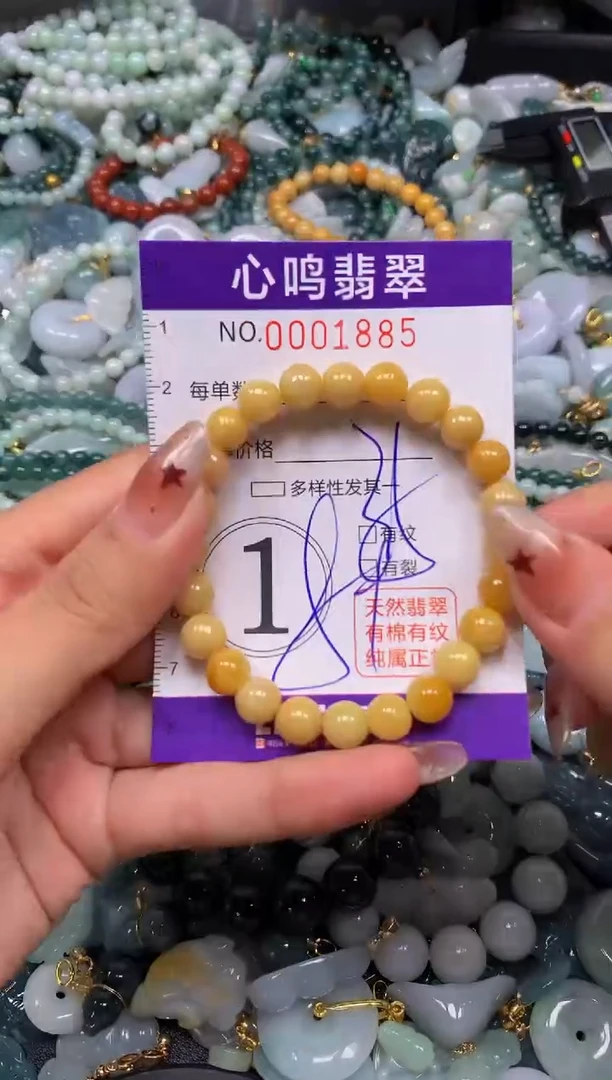 心鸣翡翠
NO.0001885
1
2
每单数
价格
多样性发其一
有纹
有裂
1
天然翡翠
有棉有纹
纯属正
6
7